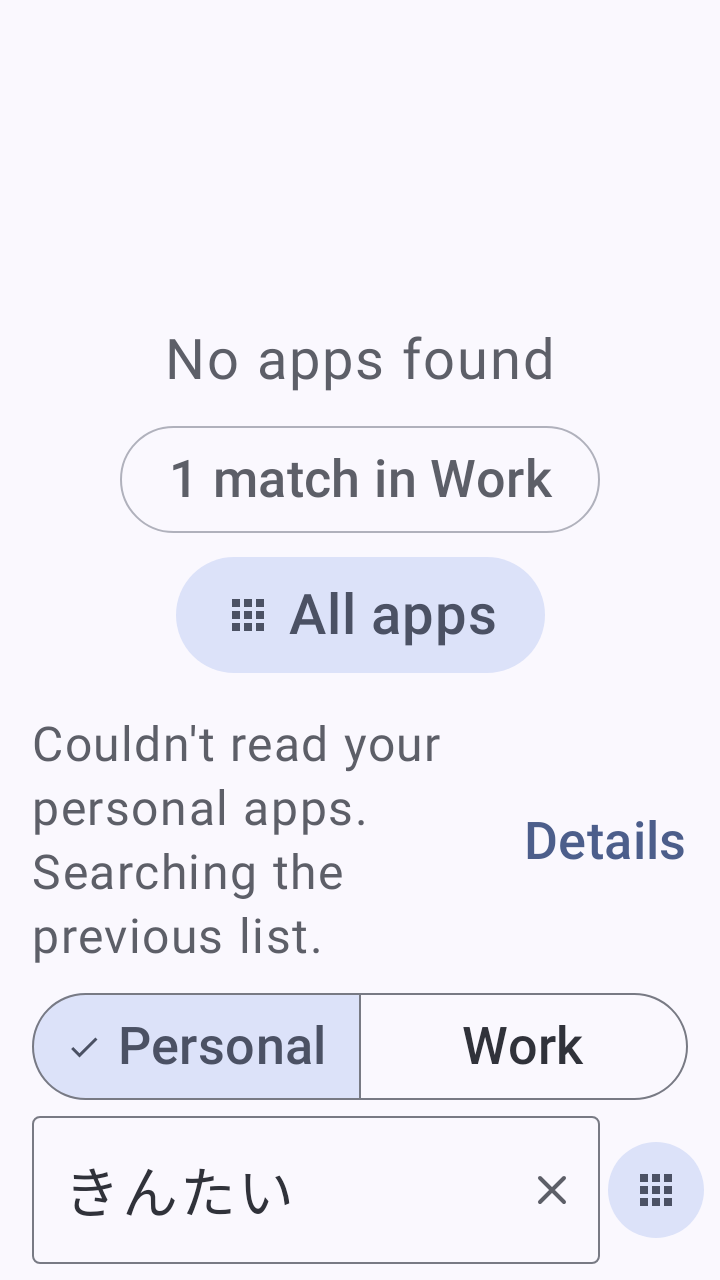 No apps found
1 match in Work
All apps
Couldn't read your
personal apps.
Searching the
previous list.
Details
Personal
Work
きんたい